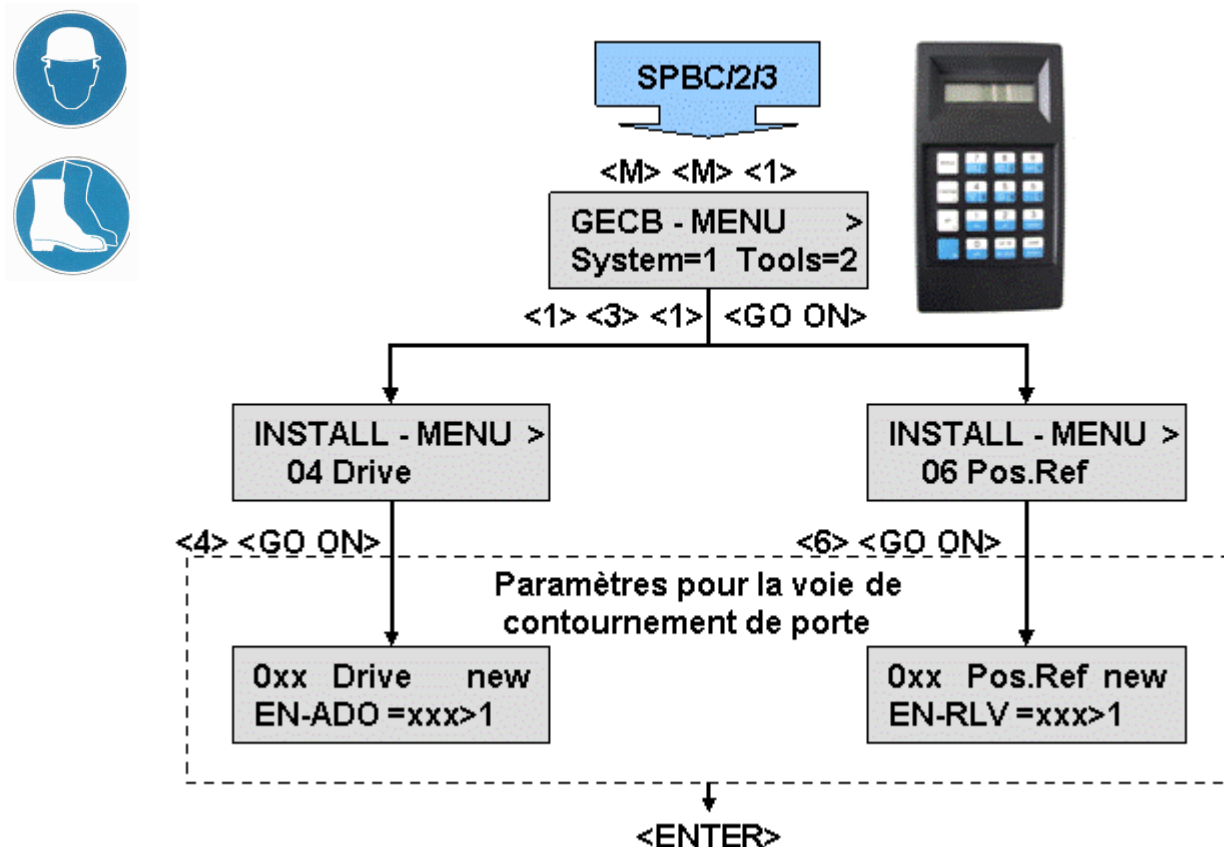 SPBC/2/3
<M> <M> <1>
GECB - MENU >
System=1 Tools=2
<1> <3> <1> <GO ON>
INSTALL - MENU >
04 Drive
INSTALL - MENU >
06 Pos.Ref
<4> <GO ON>
<6> <GO ON>
Paramètres pour la voie de
contournement de porte
0xx Drive new
EN-ADO =xxx>1
0xx Pos.Ref new
EN-RLV =xxx>1
<ENTER>